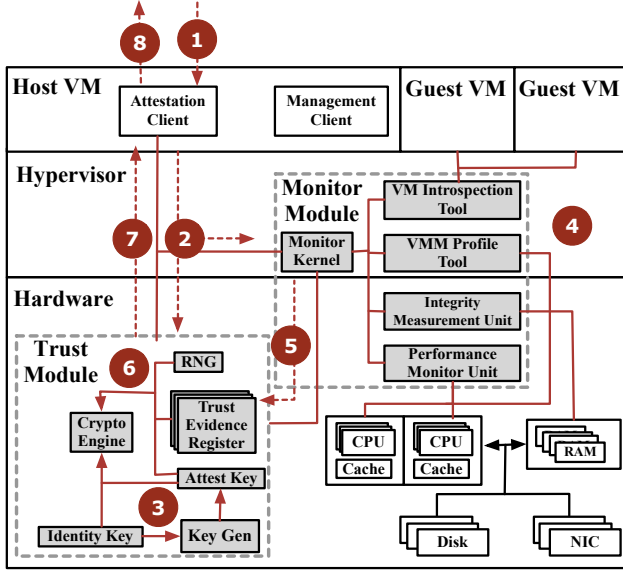 8
1
Host VM
Attestation
Client
Management
Client
Guest VM
Guest VM
Hypervisor
Monitor
Module
VM Introspection
Tool
4
7
2
Monitor
Kernel
VMM Profile
Tool
Hardware
Integrity
Measurement Unit
5
Trust
Module
6
RNG
Performance
Monitor Unit
Crypto
Engine
Trust
Evidence
Register
CPU
Cache
CPU
Cache
RAM
Attest Key
3
Identity Key
Key Gen
Disk
NIC